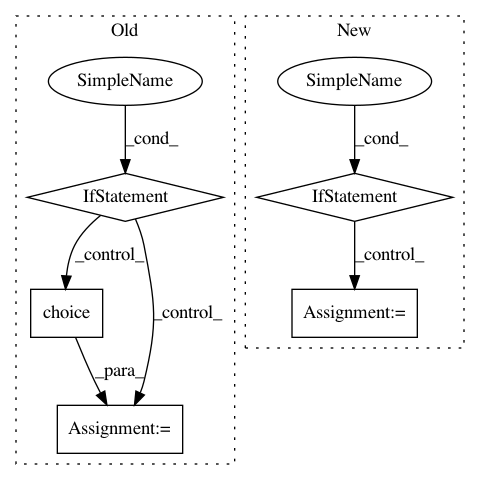 Old
New
SimpleName
SimpleName
_cond_
_cond_
IfStatement
IfStatement
_control_
_control_
_control_
choice
Assignment:=
_para_
Assignment:=